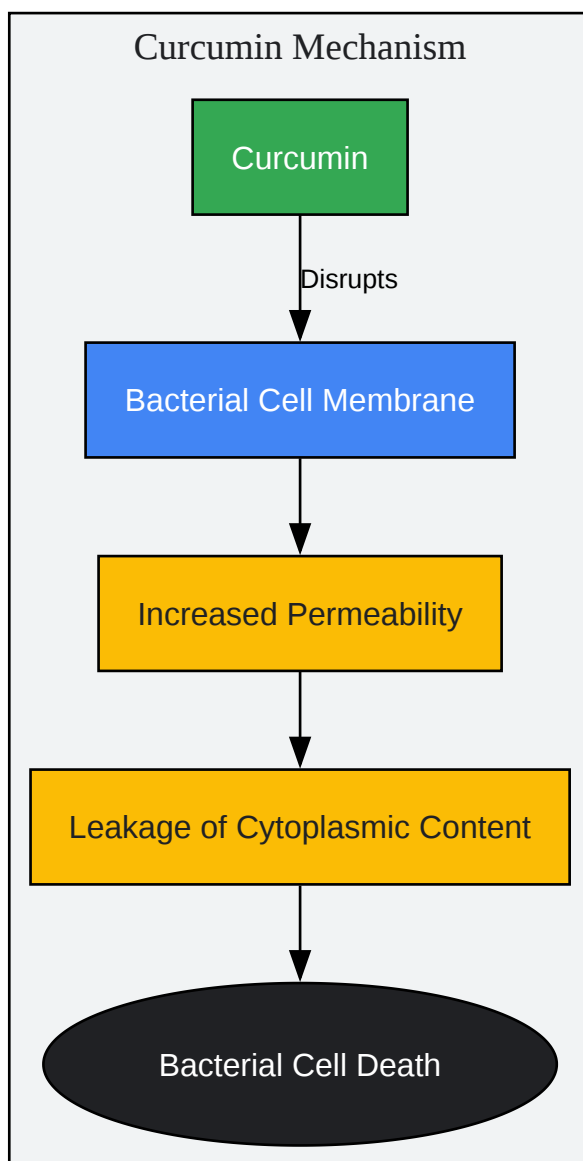 Curcumin Mechanism
Curcumin
Disrupts
Bacterial Cell Membrane
Increased Permeability
Leakage of Cytoplasmic Content
Bacterial Cell Death